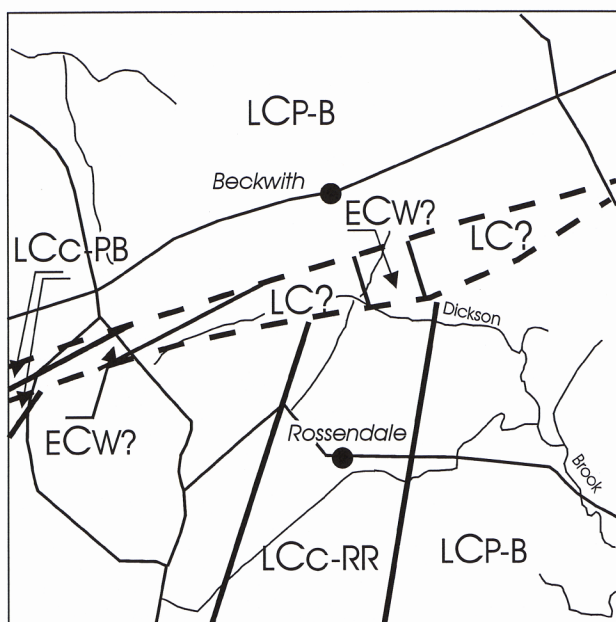 LCP-B
Beckwith
ECW?
LCC-PB
LC?
LC?
Dickson
ECW?
Rossendale
Brook
LCC-RR
LCP-B